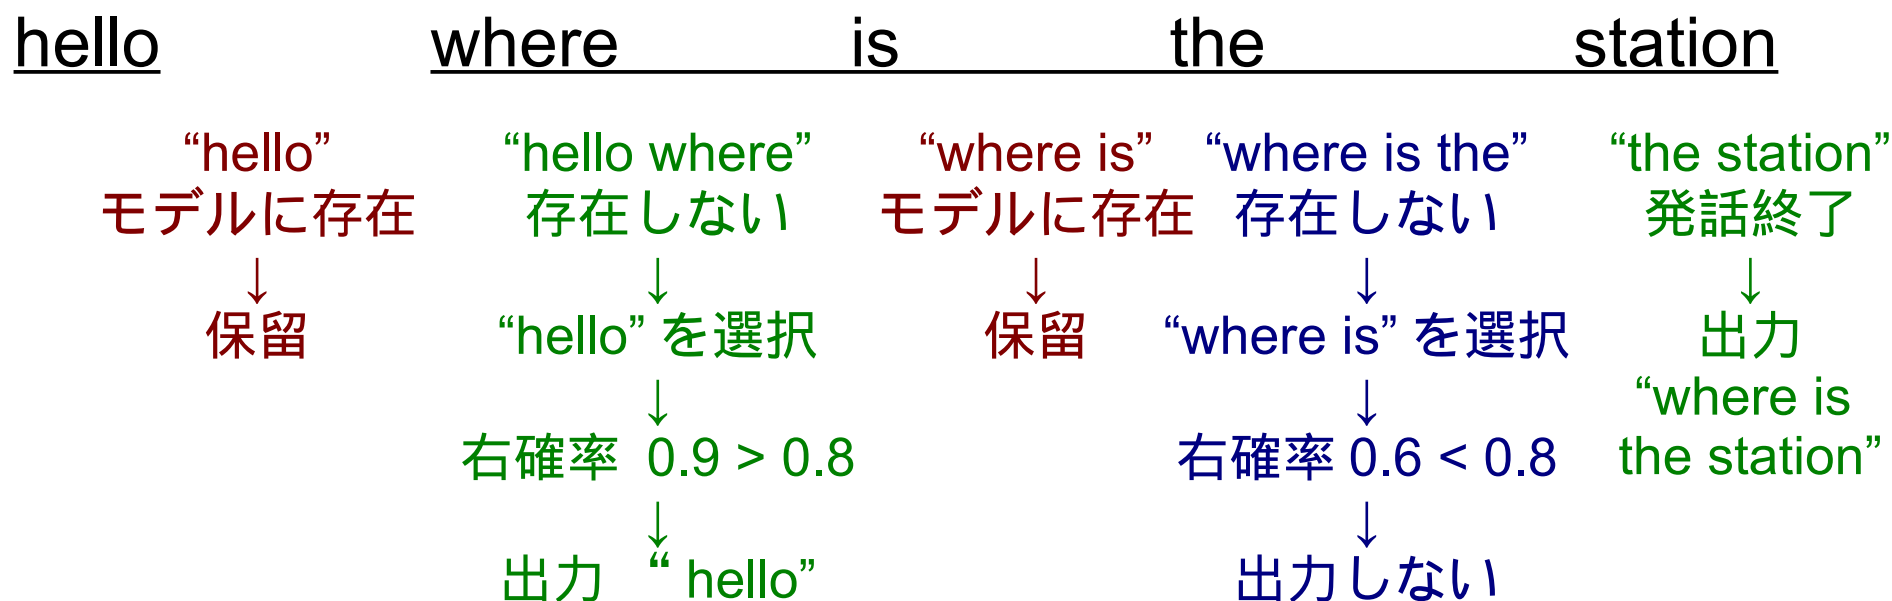 hello where is the station
“hello”
モデルに存在
↓
保留
“hello where”
存在しない
↓
“hello” を選択
↓
右確率 0.9 > 0.8
↓
出力 “ hello”
“where is”
モデルに存在
↓
保留
“where is the”
存在しない
↓
“where is” を選択
↓
右確率 0.6 < 0.8
↓
出力しない
“the station”
発話終了
↓
出力
“where is
the station”